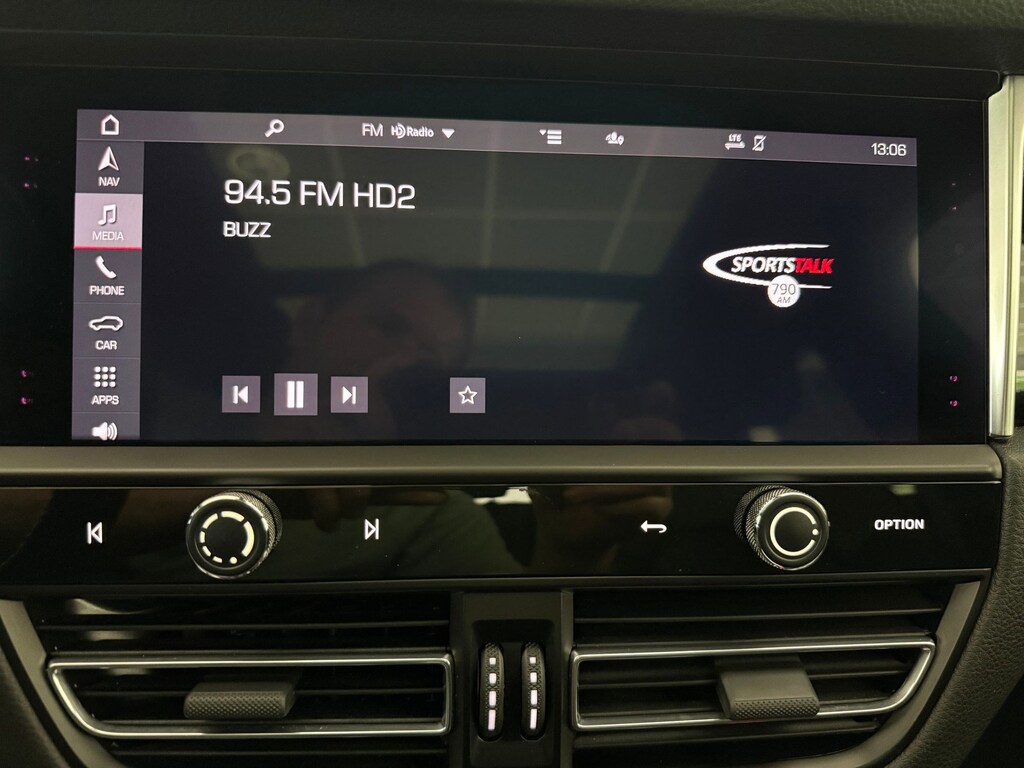 FM HD Radio
LTE
13:06
NAV
94.5 FM HD2
BUZZ
MEDIA
SPORTSTALK
790
AM
PHONE
CAR
APPS
OPTION